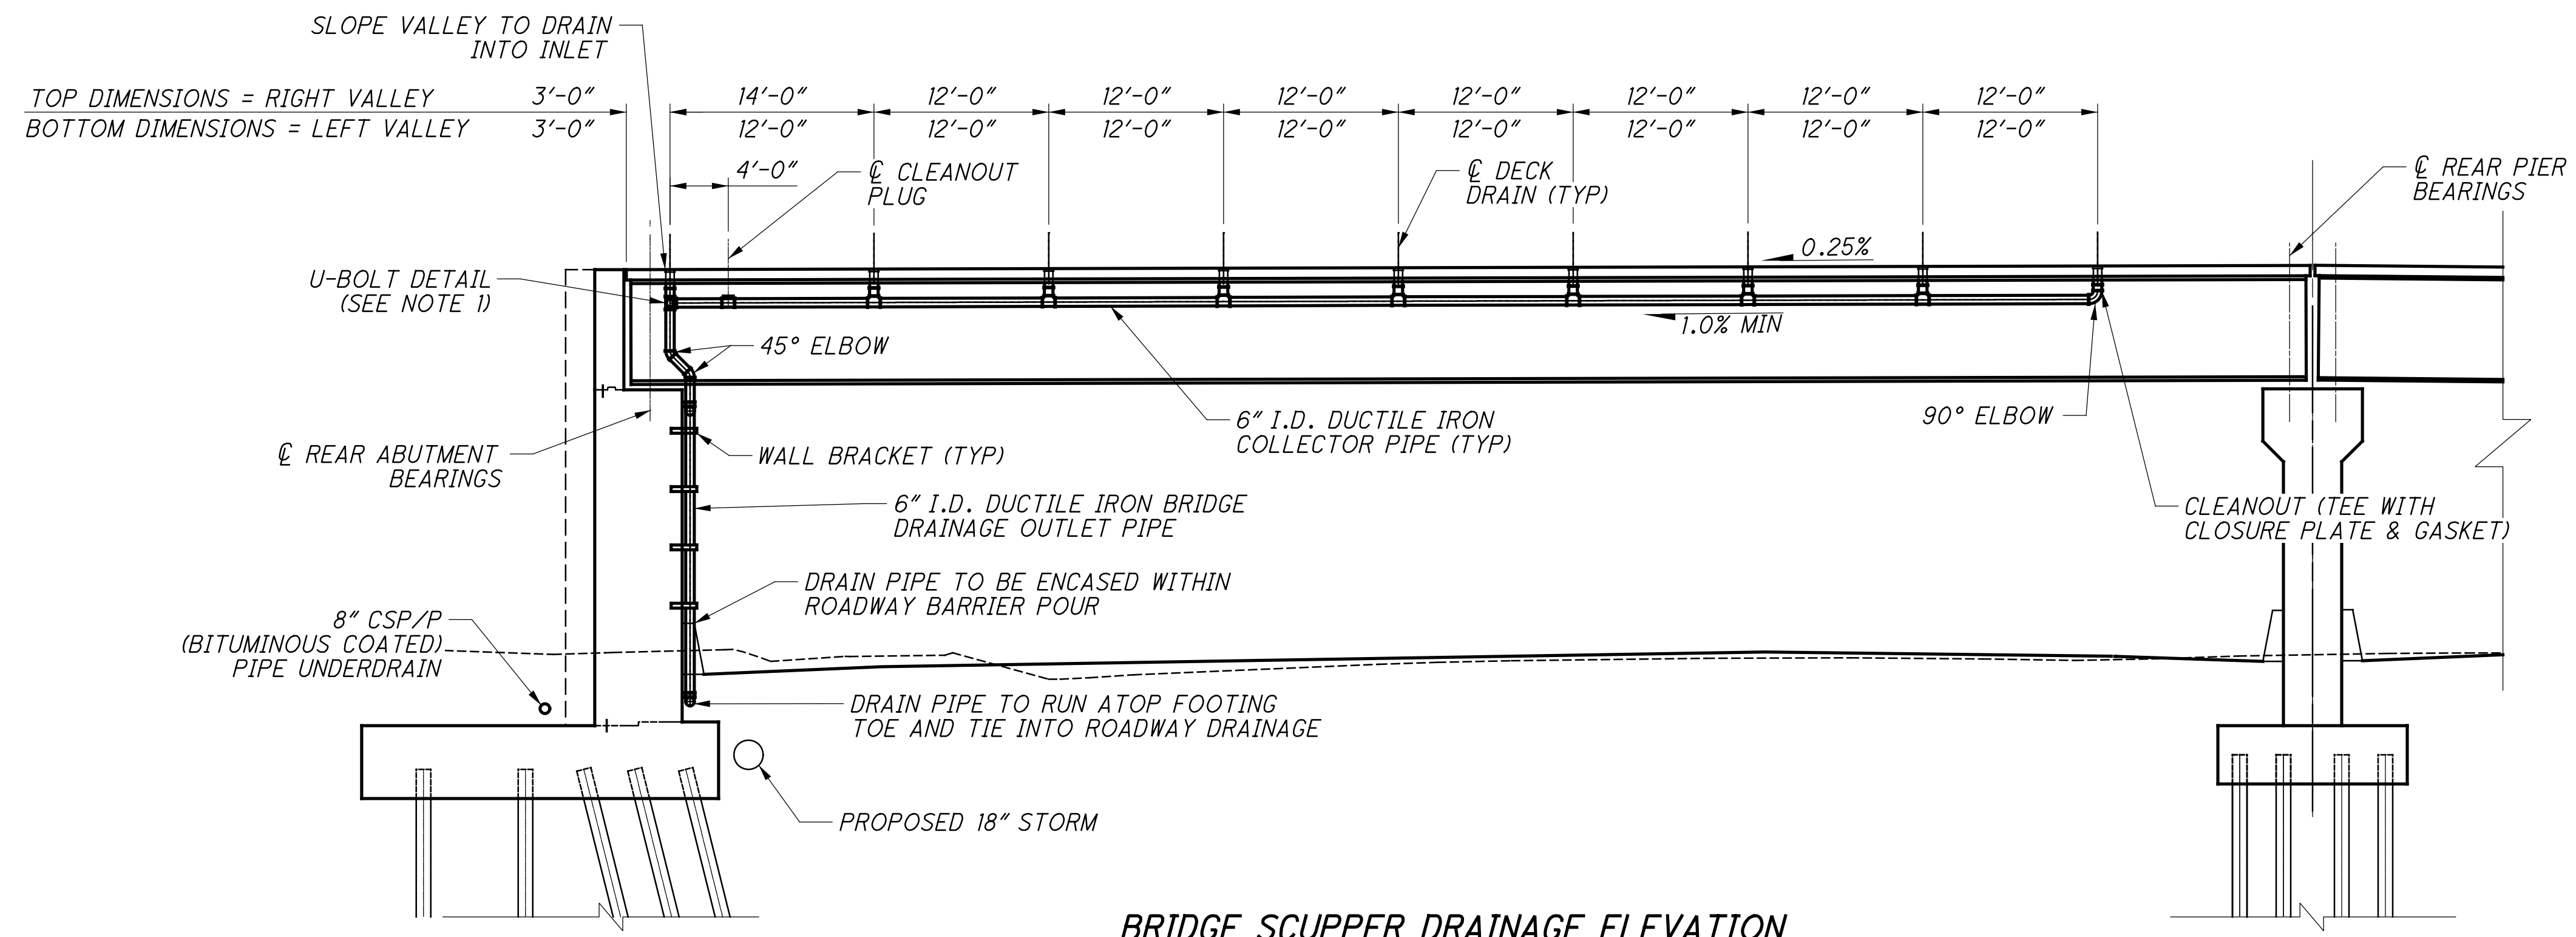 SLOPE VALLEY TO DRAIN
INTO INLET
TOP DIMENSIONS = RIGHT VALLEY 3'-0" 14'-0" 12'-0" 12'-0" 12'-0" 12'-0" 12'-0" 12'-0" 12'-0"
BOTTOM DIMENSIONS = LEFT VALLEY 3'-0" 12'-0" 12'-0" 12'-0" 12'-0" 12'-0" 12'-0" 12'-0" 12'-0"
4'-0"
℄ CLEANOUT
PLUG
℄ DECK
DRAIN (TYP)
℄ REAR PIER
BEARINGS
0.25%
U-BOLT DETAIL
(SEE NOTE 1)
1.0% MIN
45° ELBOW
6" I.D. DUCTILE IRON
COLLECTOR PIPE (TYP)
90° ELBOW
℄ REAR ABUTMENT
BEARINGS
WALL BRACKET (TYP)
6" I.D. DUCTILE IRON BRIDGE
DRAINAGE OUTLET PIPE
CLEANOUT (TEE WITH
CLOSURE PLATE & GASKET)
DRAIN PIPE TO BE ENCASED WITHIN
ROADWAY BARRIER POUR
8" CSP/P
(BITUMINOUS COATED)
PIPE UNDERDRAIN
DRAIN PIPE TO RUN ATOP FOOTING
TOE AND TIE INTO ROADWAY DRAINAGE
PROPOSED 18" STORM
BRIDGE SCUPPER DRAINAGE ELEVATION